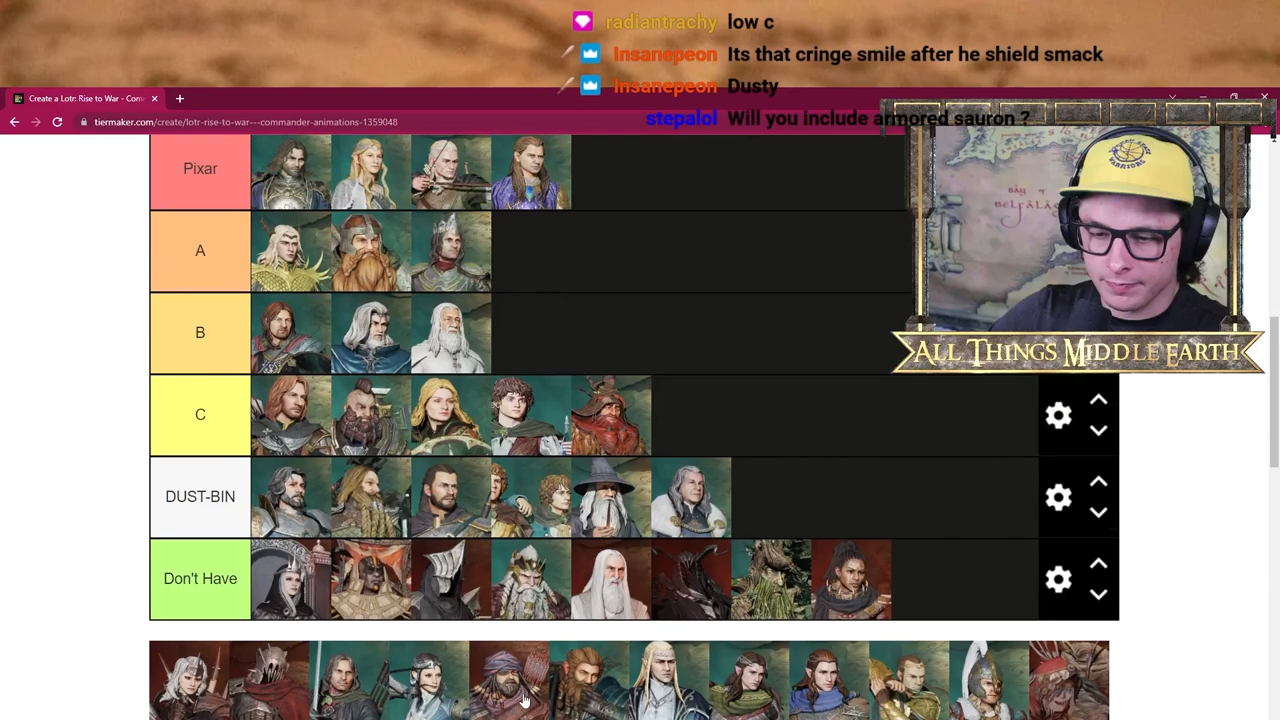 radiantrachy low c
Insanepeon Its that cringe smile after he shield smack
Insanepeon Dusty
stepalol Will you include armored sauron ?
Create a Lotr: Rise to War - Com
tiermaker.com/create/lotr-rise-to-war---commander-animations-1359048
Pixar
A
B
C
DUST-BIN
Don't Have
BELFALAS
ALL THINGS MIDDLE EARTH